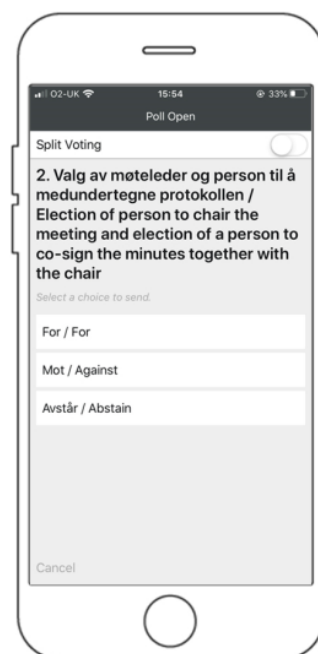 O2-UK 15:54 33%
Poll Open
Split Voting
2. Valg av møteleder og person til å
medundertegne protokollen /
Election of person to chair the
meeting and election of a person to
co-sign the minutes together with
the chair
Select a choice to send.
For / For
Mot / Against
Avstår / Abstain
Cancel